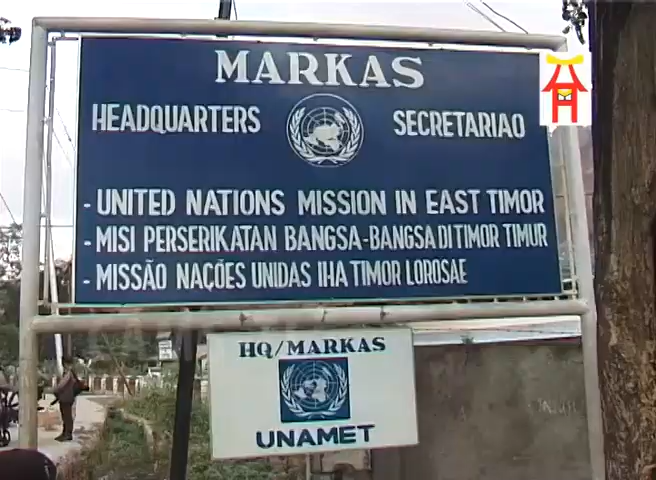 MARKAS
HEADQUARTERS SECRETARIAO
- UNITED NATIONS MISSION IN EAST TIMOR
- MISI PERSERIKATAN BANGSA-BANGSA DI TIMOR TIMUR
- MISSÃO NAÇÕES UNIDAS IHA TIMOR LOROSAE
HQ/MARKAS
UNAMET